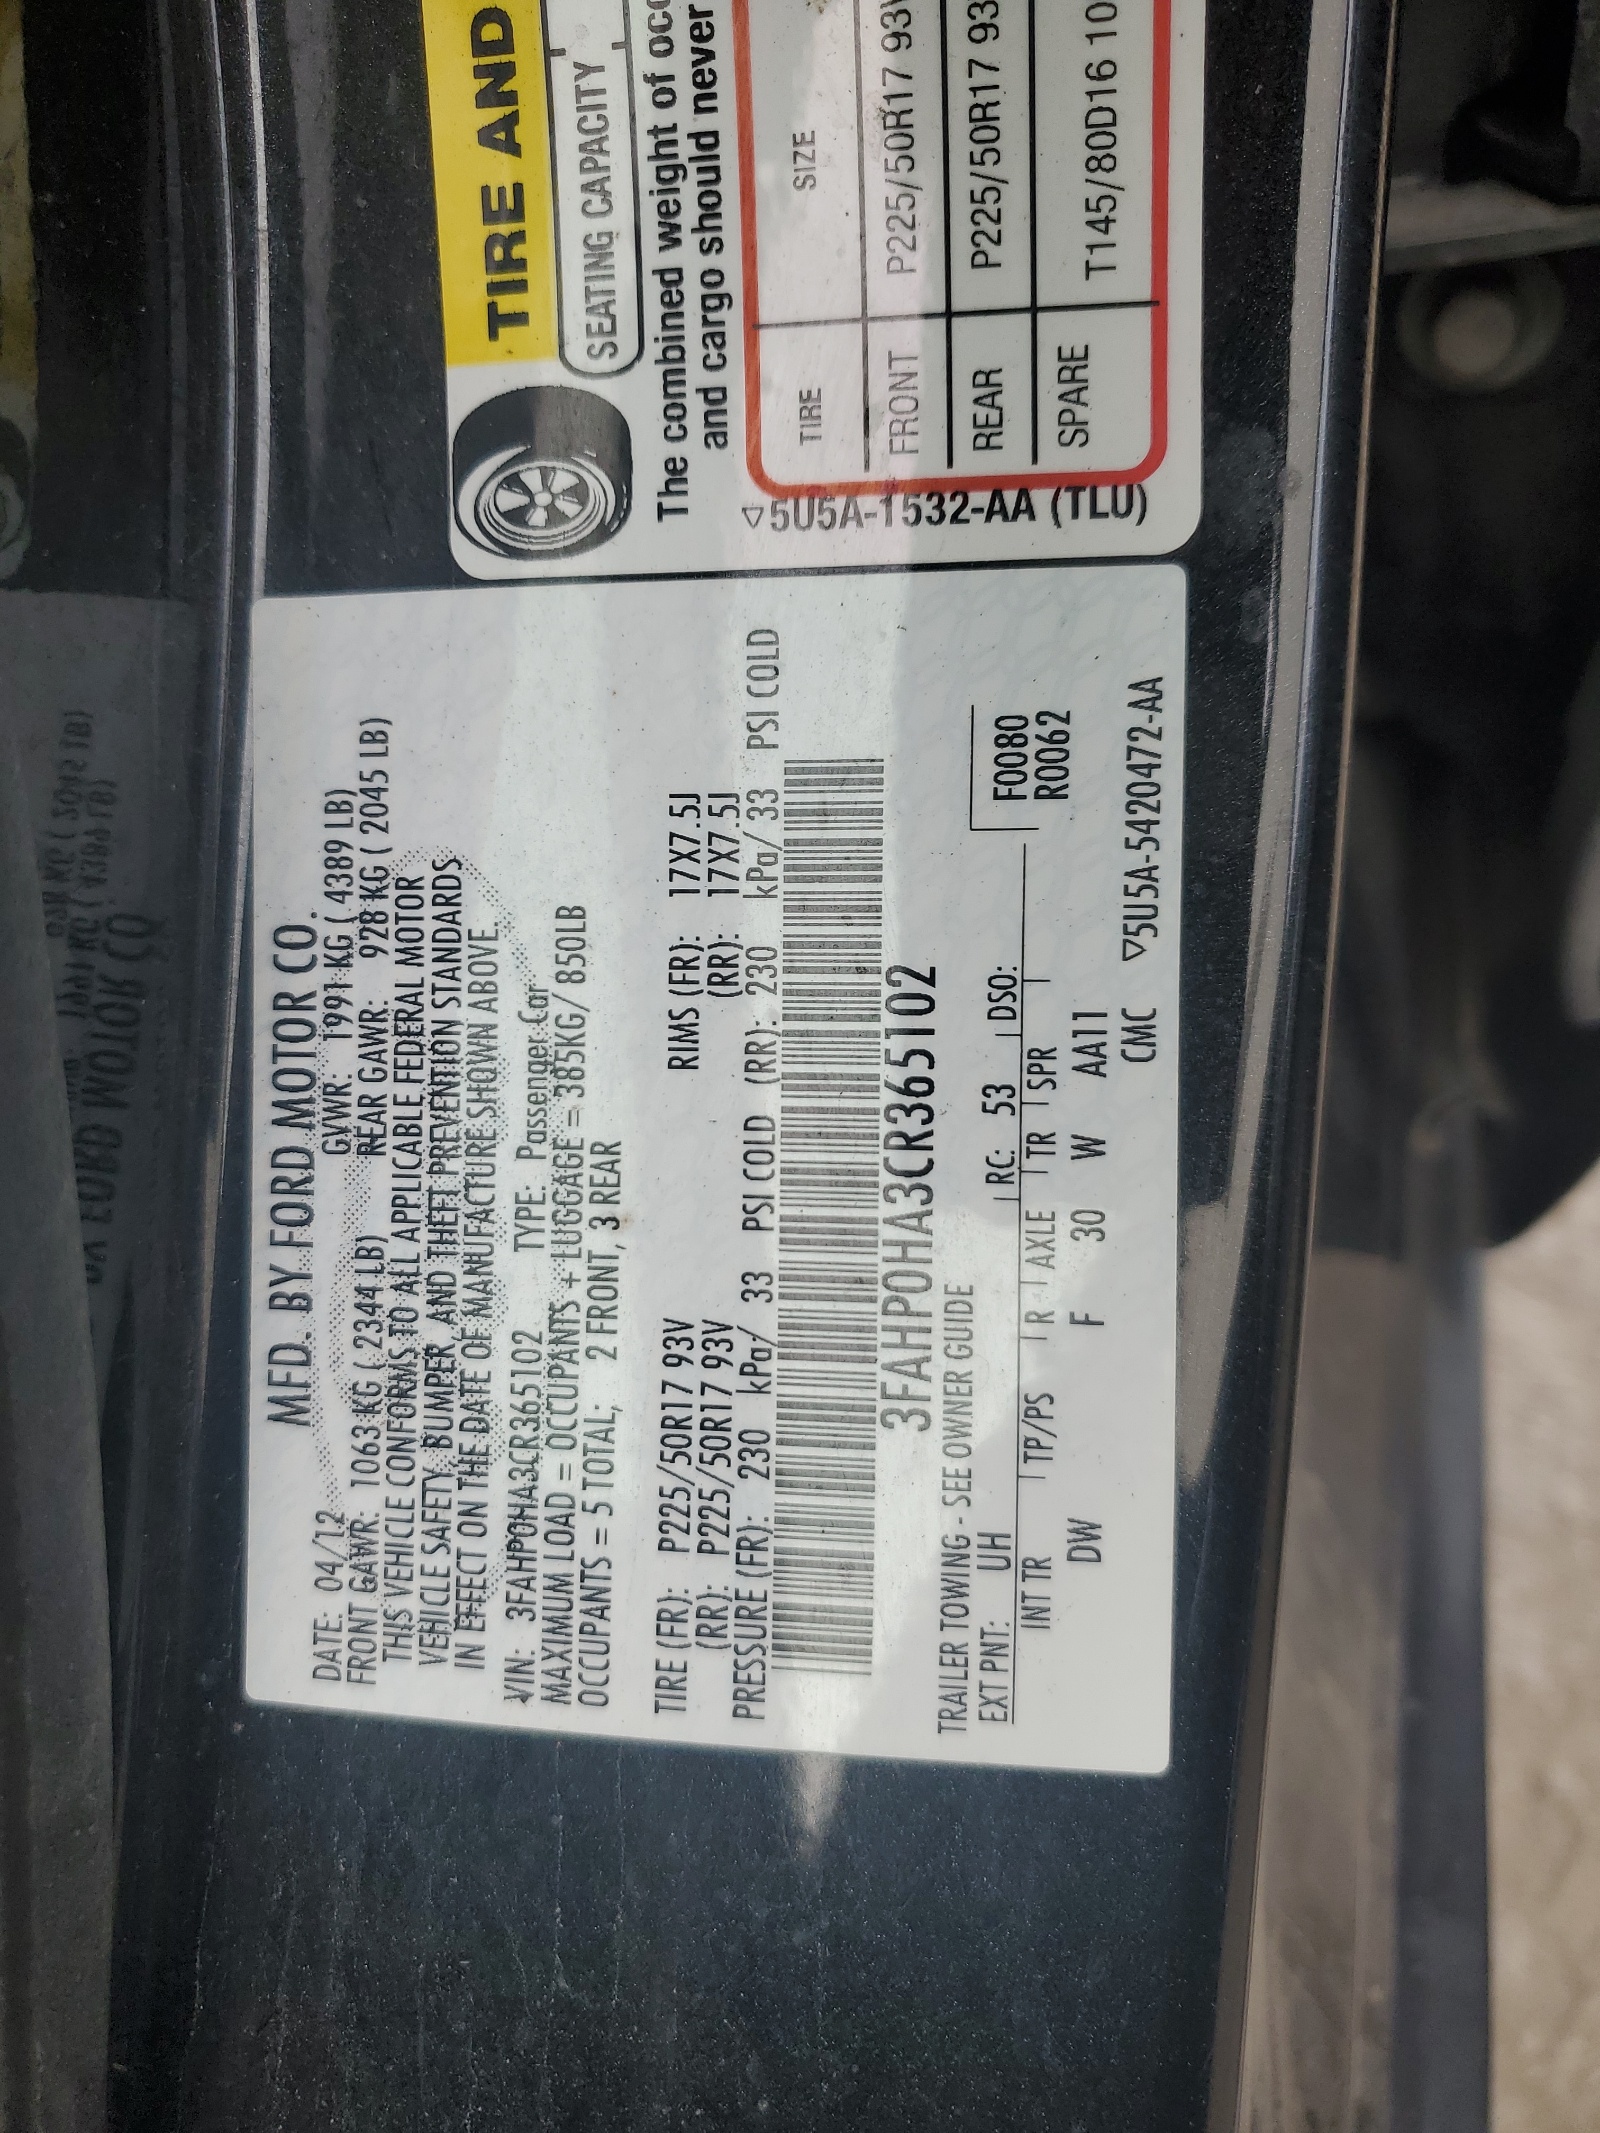 MFD. BY FORD MOTOR CO.
DATE: 04/12 GVWR: 1991 KG ( 4389 LB)
FRONT GAWR: 1063 KG ( 2344 LB) REAR GAWR: 928 KG ( 2045 LB)
THIS VEHICLE CONFORMS TO ALL APPLICABLE FEDERAL MOTOR
VEHICLE SAFETY, BUMPER, AND THEFT PREVENTION STANDARDS
IN EFFECT ON THE DATE OF MANUFACTURE SHOWN ABOVE.
VIN: 3FAHP0HA3CR365102 TYPE: Passenger Car
MAXIMUM LOAD = OCCUPANTS + LUGGAGE = 385KG/ 850LB
OCCUPANTS = 5 TOTAL; 2 FRONT, 3 REAR
TIRE (FR): P225/50R17 93V RIMS (FR): 17X7.5J
(RR): P225/50R17 93V (RR): 17X7.5J
PRESSURE (FR): 230 kPa/ 33 PSI COLD (RR): 230 kPa/ 33 PSI COLD
3FAHP0HA3CR365102
TRAILER TOWING - SEE OWNER GUIDE
EXT PNT: UH RC: 53 DSO: F0080
INT TR TP/PS R AXLE TR SPR R0062
DW F 30 W AA11
CMC ▽5U5A-5420472-AA
TIRE AND
SEATING CAPACITY
The combined weight of
and cargo should never
TIRE SIZE
FRONT P225/50R17 93V
REAR P225/50R17 93
SPARE T145/80D16 10
▽5U5A-1532-AA (TLU)